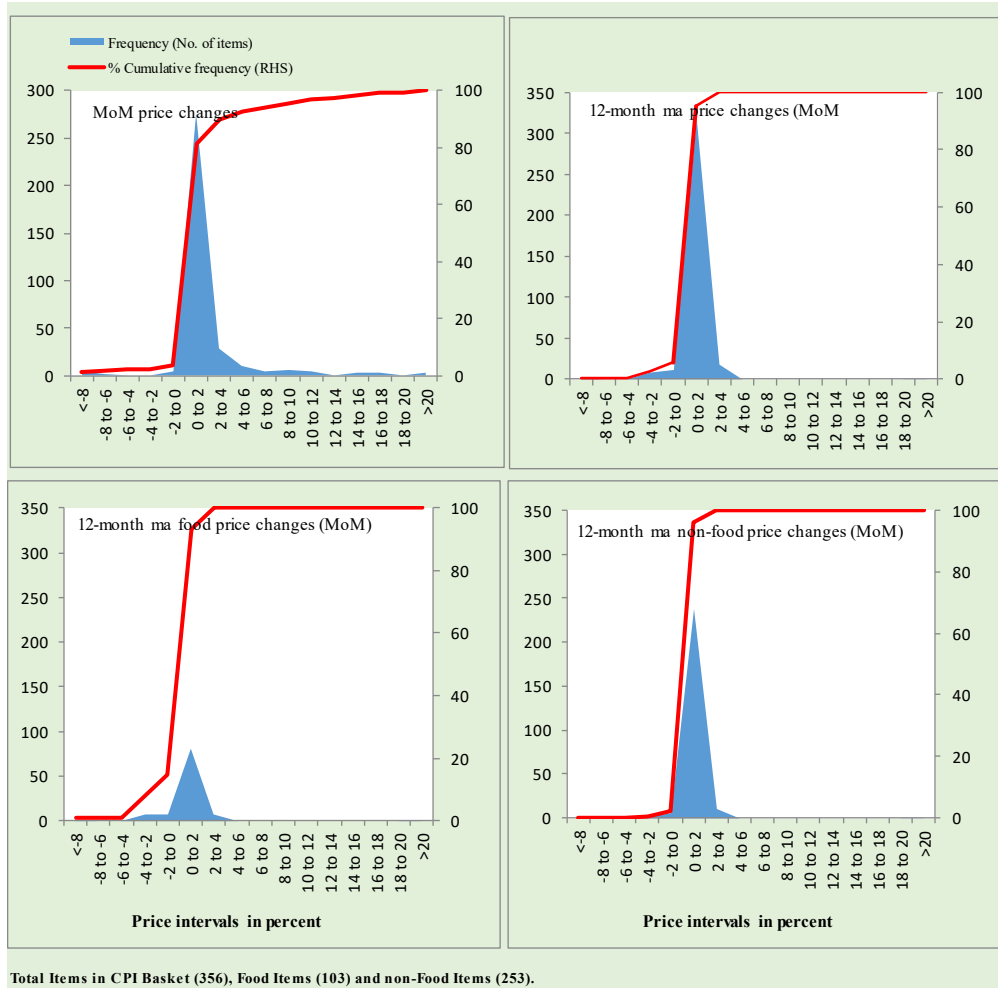 Frequency (No. of items)
% Cumulative frequency (RHS)
MoM price changes
300
250
200
150
100
50
0
100
80
60
40
20
0
<-8
-8 to -6
-6 to -4
-4 to -2
-2 to 0
0 to 2
2 to 4
4 to 6
6 to 8
8 to 10
10 to 12
12 to 14
14 to 16
16 to 18
18 to 20
>20
12-month ma price changes (MoM
350
300
250
200
150
100
50
0
100
80
60
40
20
0
<-8
-8 to -6
-6 to -4
-4 to -2
-2 to 0
0 to 2
2 to 4
4 to 6
6 to 8
8 to 10
10 to 12
12 to 14
14 to 16
16 to 18
18 to 20
>20
12-month ma food price changes (MoM)
350
300
250
200
150
100
50
0
100
80
60
40
20
0
<-8
-8 to -6
-6 to -4
-4 to -2
-2 to 0
0 to 2
2 to 4
4 to 6
6 to 8
8 to 10
10 to 12
12 to 14
14 to 16
16 to 18
18 to 20
>20
Price intervals in percent
12-month ma non-food price changes (MoM)
350
300
250
200
150
100
50
0
100
80
60
40
20
0
<-8
-8 to -6
-6 to -4
-4 to -2
-2 to 0
0 to 2
2 to 4
4 to 6
6 to 8
8 to 10
10 to 12
12 to 14
14 to 16
16 to 18
18 to 20
>20
Price intervals in percent
Total Items in CPI Basket (356), Food Items (103) and non-Food Items (253).